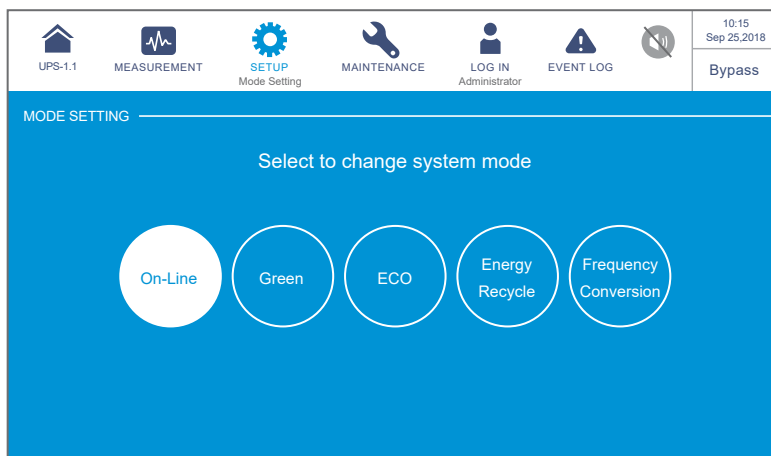 10:15
Sep 25,2018
UPS-1.1
MEASUREMENT
SETUP
MAINTENANCE
LOG IN
EVENT LOG
Mode Setting
Administrator
Bypass
MODE SETTING
Select to change system mode
On-Line
Green
ECO
Energy
Recycle
Frequency
Conversion